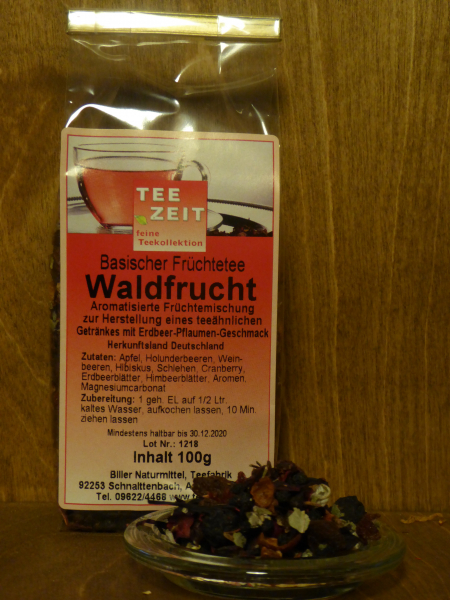 TEE
ZEIT
feine
Teekollektion
Basischer Früchtetee
Waldfrucht
Aromatisierte Früchtemischung
zur Herstellung eines teeähnlichen
Getränkes mit Erdbeer-Pflaumen-Geschmack
Herkunftsland Deutschland
Zutaten: Apfel, Holunderbeeren, Wein-
beeren, Hibiskus, Schlehen, Cranberry,
Erdbeerblätter, Himbeerblätter, Aromen,
Magnesiumcarbonat
Zubereitung: 1 geh. EL auf 1/2 Ltr.
kaltes Wasser, aufkochen lassen, 10 Min.
ziehen lassen
Mindestens haltbar bis 30.12.2020
Lot Nr.: 1218
Inhalt 100g
Biller Naturmittel, Teefabrik
92253 Schnaittenbach,
Tel. 09622/4468